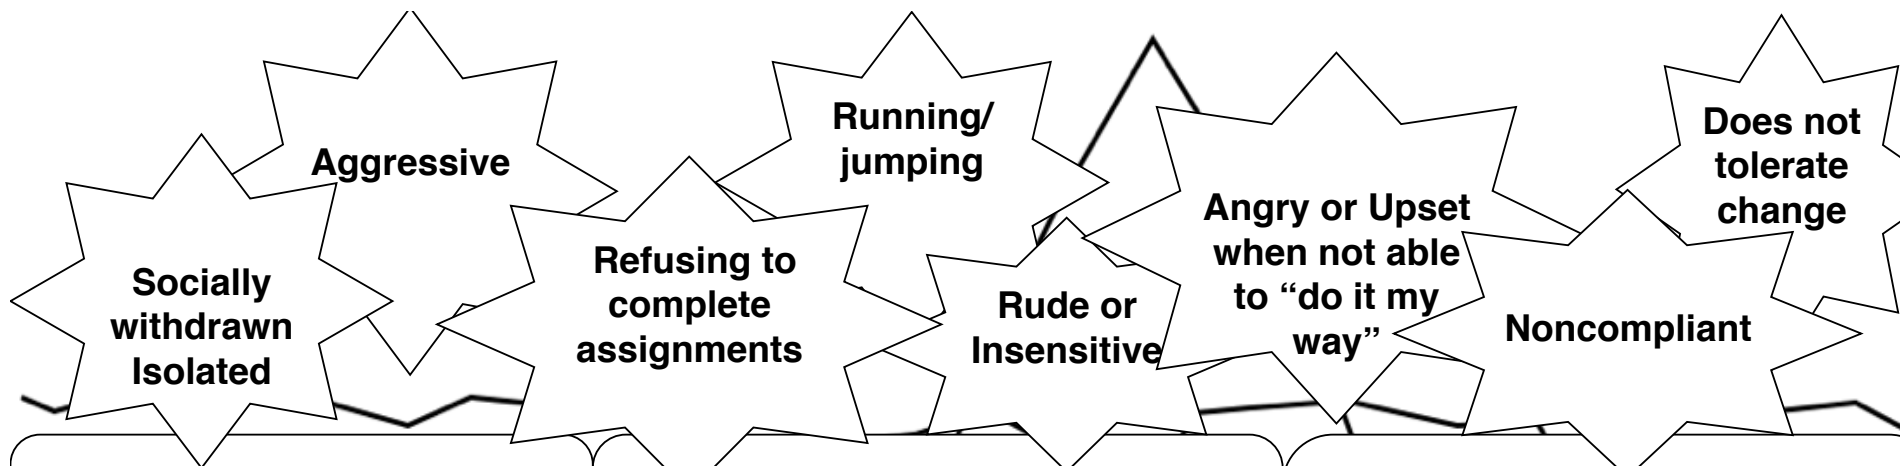 Aggressive
Socially
withdrawn
Isolated
Running/
jumping
Refusing to
complete
assignments
Rude or
Insensitive
Angry or Upset
when not able
to “do it my
way”
Noncompliant
Does not
tolerate
change